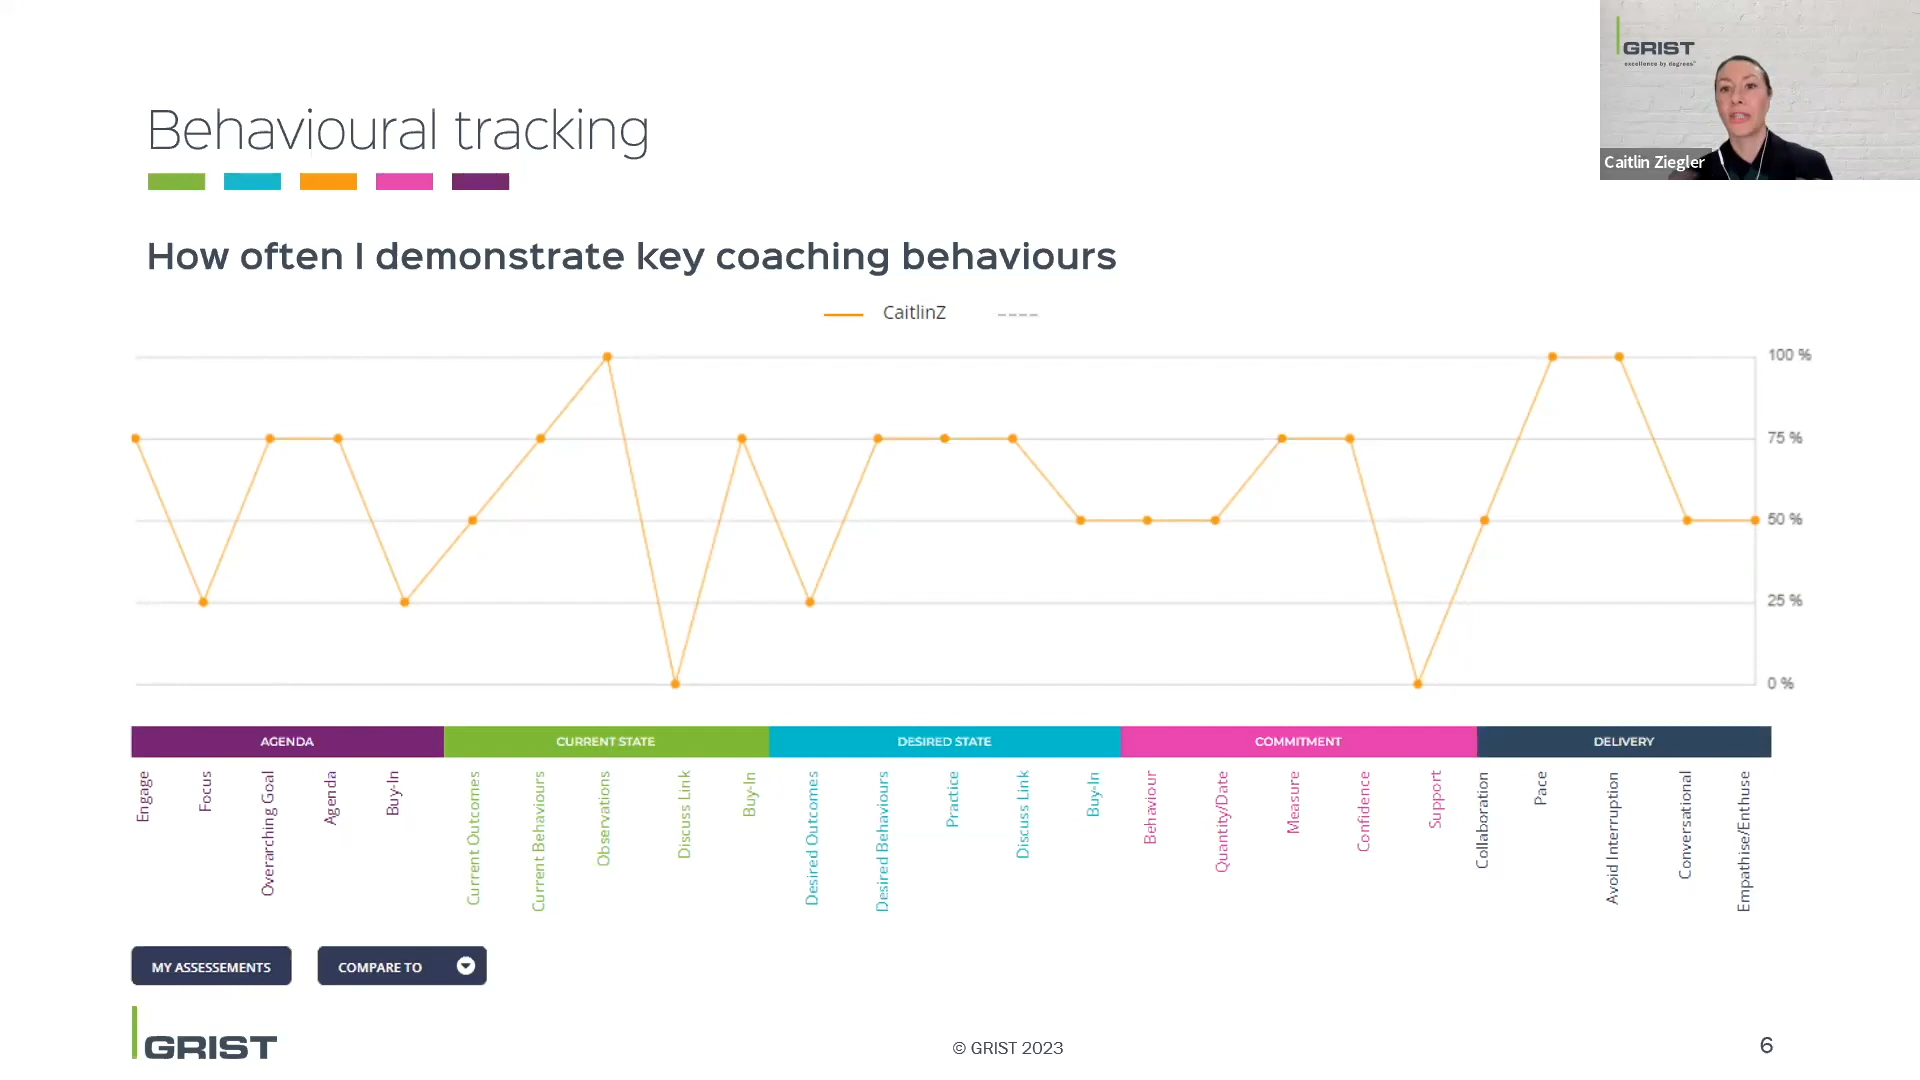 GRIST
excellence by degrees™
Caitlin Ziegler
Behavioural tracking
How often I demonstrate key coaching behaviours
CaitlinZ
100 %
75 %
50 %
25 %
0 %
AGENDA
CURRENT STATE
DESIRED STATE
COMMITMENT
DELIVERY
Engage
Focus
Overarching Goal
Agenda
Buy-In
Current Outcomes
Current Behaviours
Observations
Discuss Link
Buy-In
Desired Outcomes
Desired Behaviours
Practice
Discuss Link
Buy-In
Behaviour
Quantity/Date
Measure
Confidence
Support
Collaboration
Pace
Avoid Interruption
Conversational
Empathise/Enthuse
MY ASSESSEMENTS
COMPARE TO
GRIST
© GRIST 2023
6